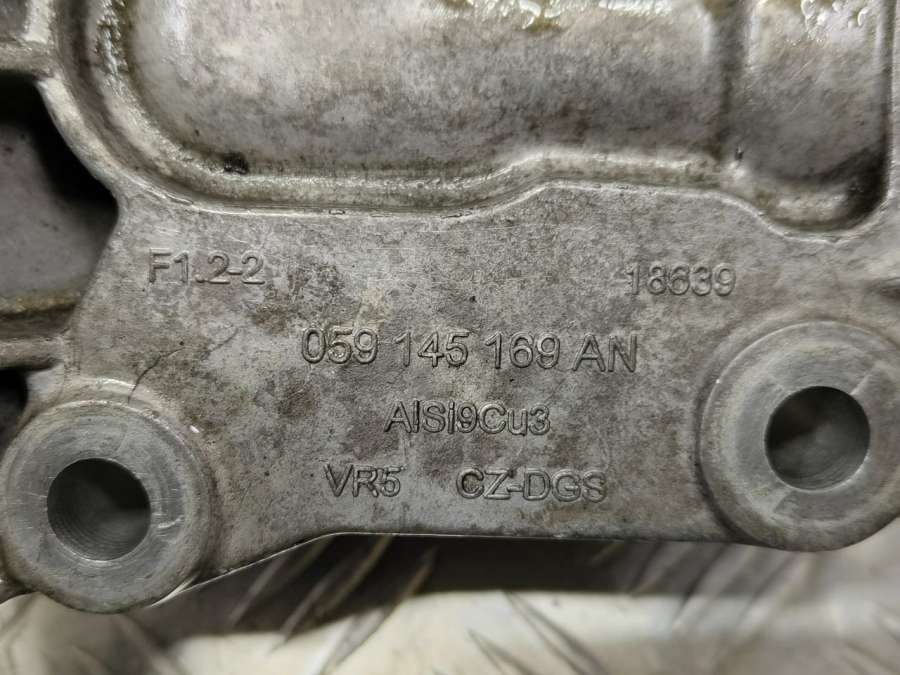 F1.2-2 18639
059 145 169 AN
AlSi9Cu3
VR5 CZ-DGS